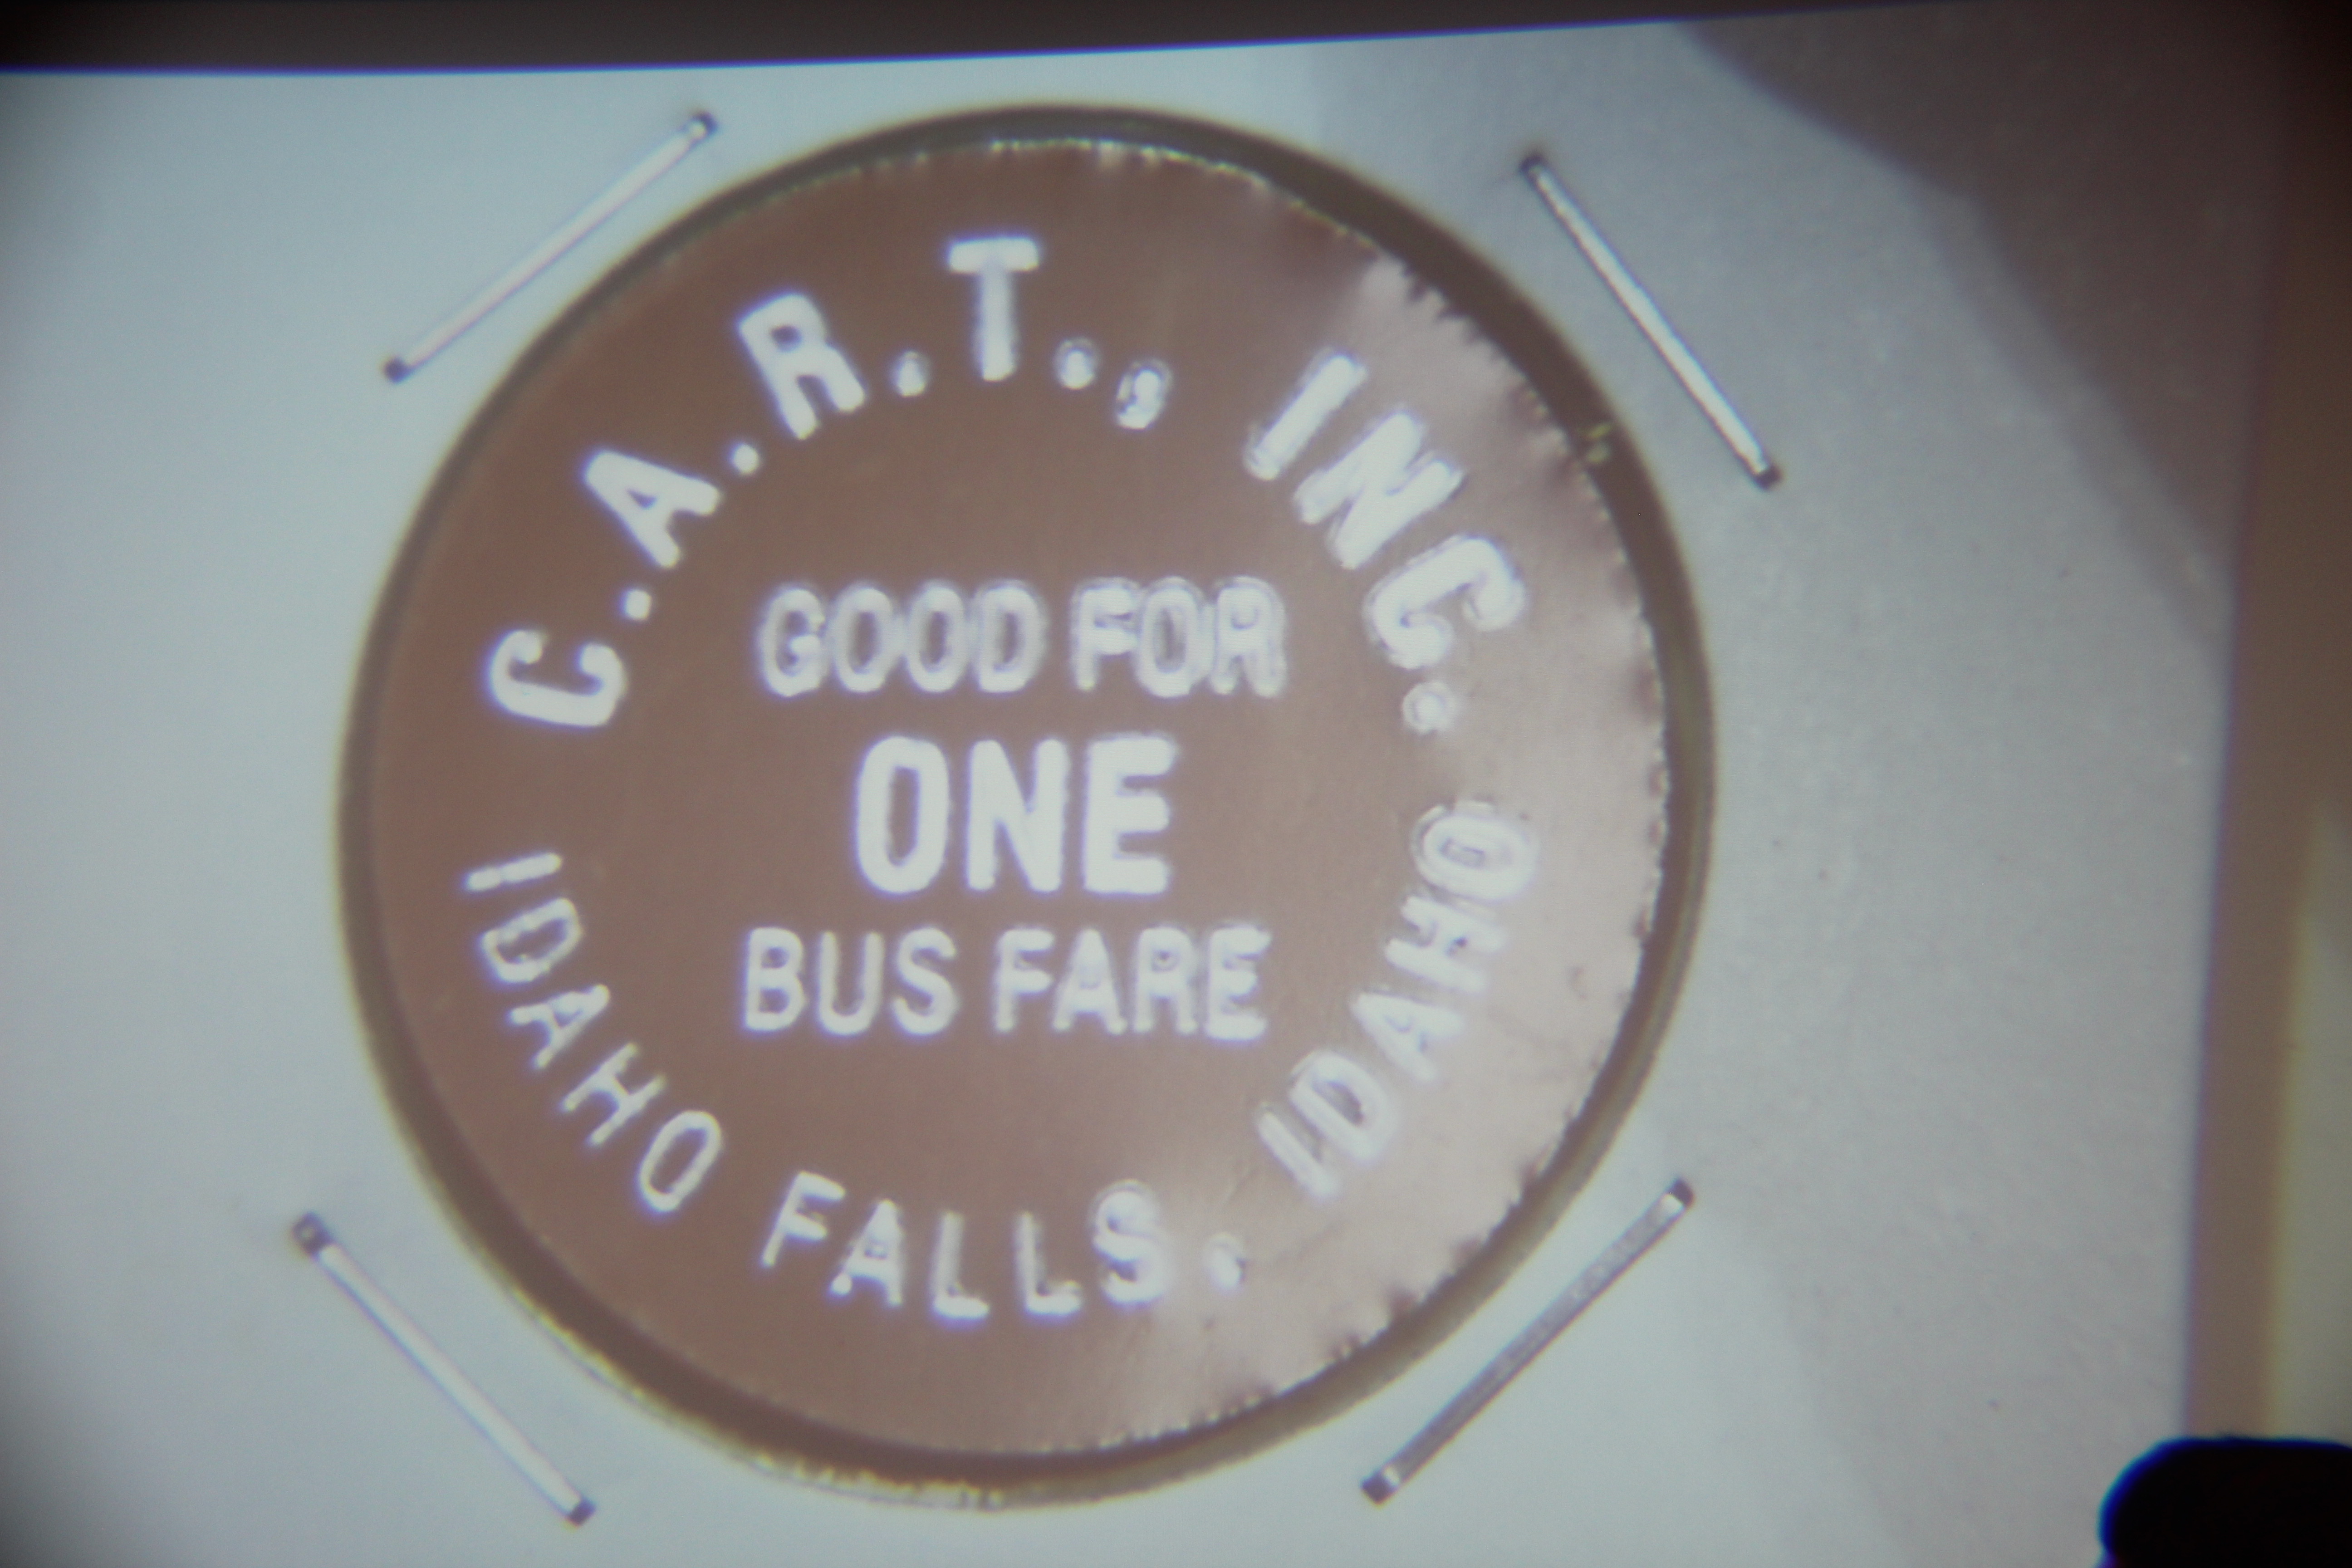 C.A.R.T., INC.
GOOD FOR
ONE
BUS FARE
IDAHO FALLS, IDAHO